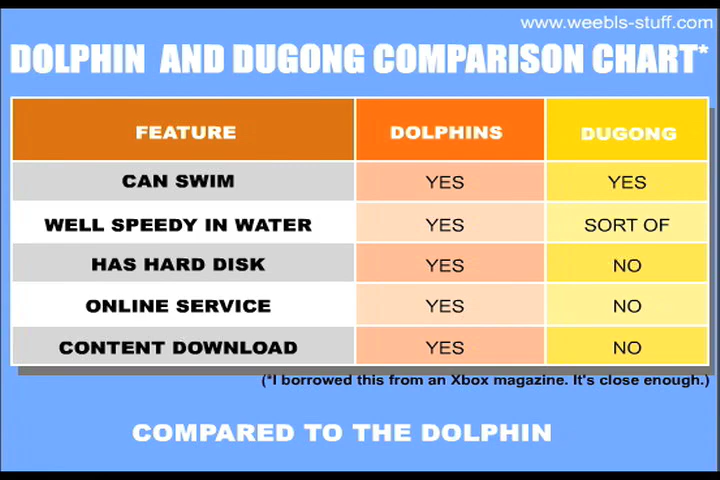 www.weebls-stuff.com
DOLPHIN AND DUGONG COMPARISON CHART*
FEATURE DOLPHINS DUGONG
CAN SWIM YES YES
WELL SPEEDY IN WATER YES SORT OF
HAS HARD DISK YES NO
ONLINE SERVICE YES NO
CONTENT DOWNLOAD YES NO
(*I borrowed this from an Xbox magazine. It's close enough.)
COMPARED TO THE DOLPHIN